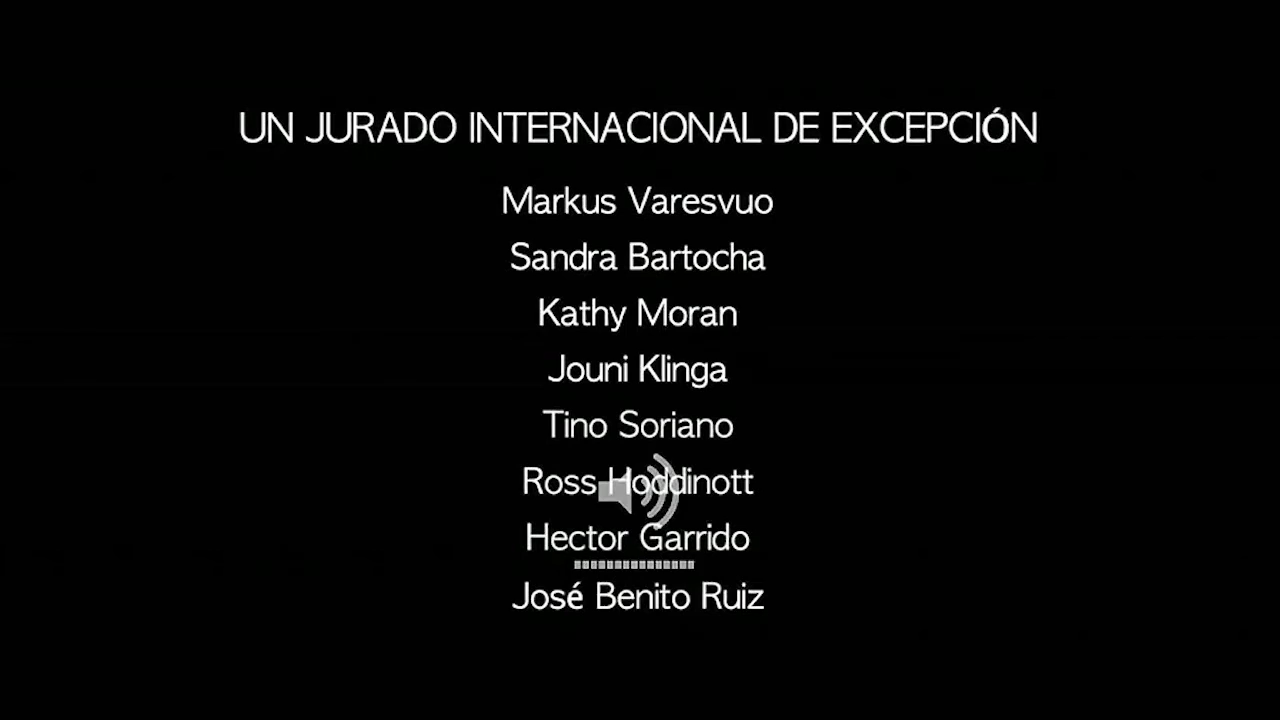 UN JURADO INTERNACIONAL DE EXCEPCIÓN
Markus Varesvuo
Sandra Bartocha
Kathy Moran
Jouni Klinga
Tino Soriano
Ross Hoddinott
Hector Garrido
José Benito Ruiz